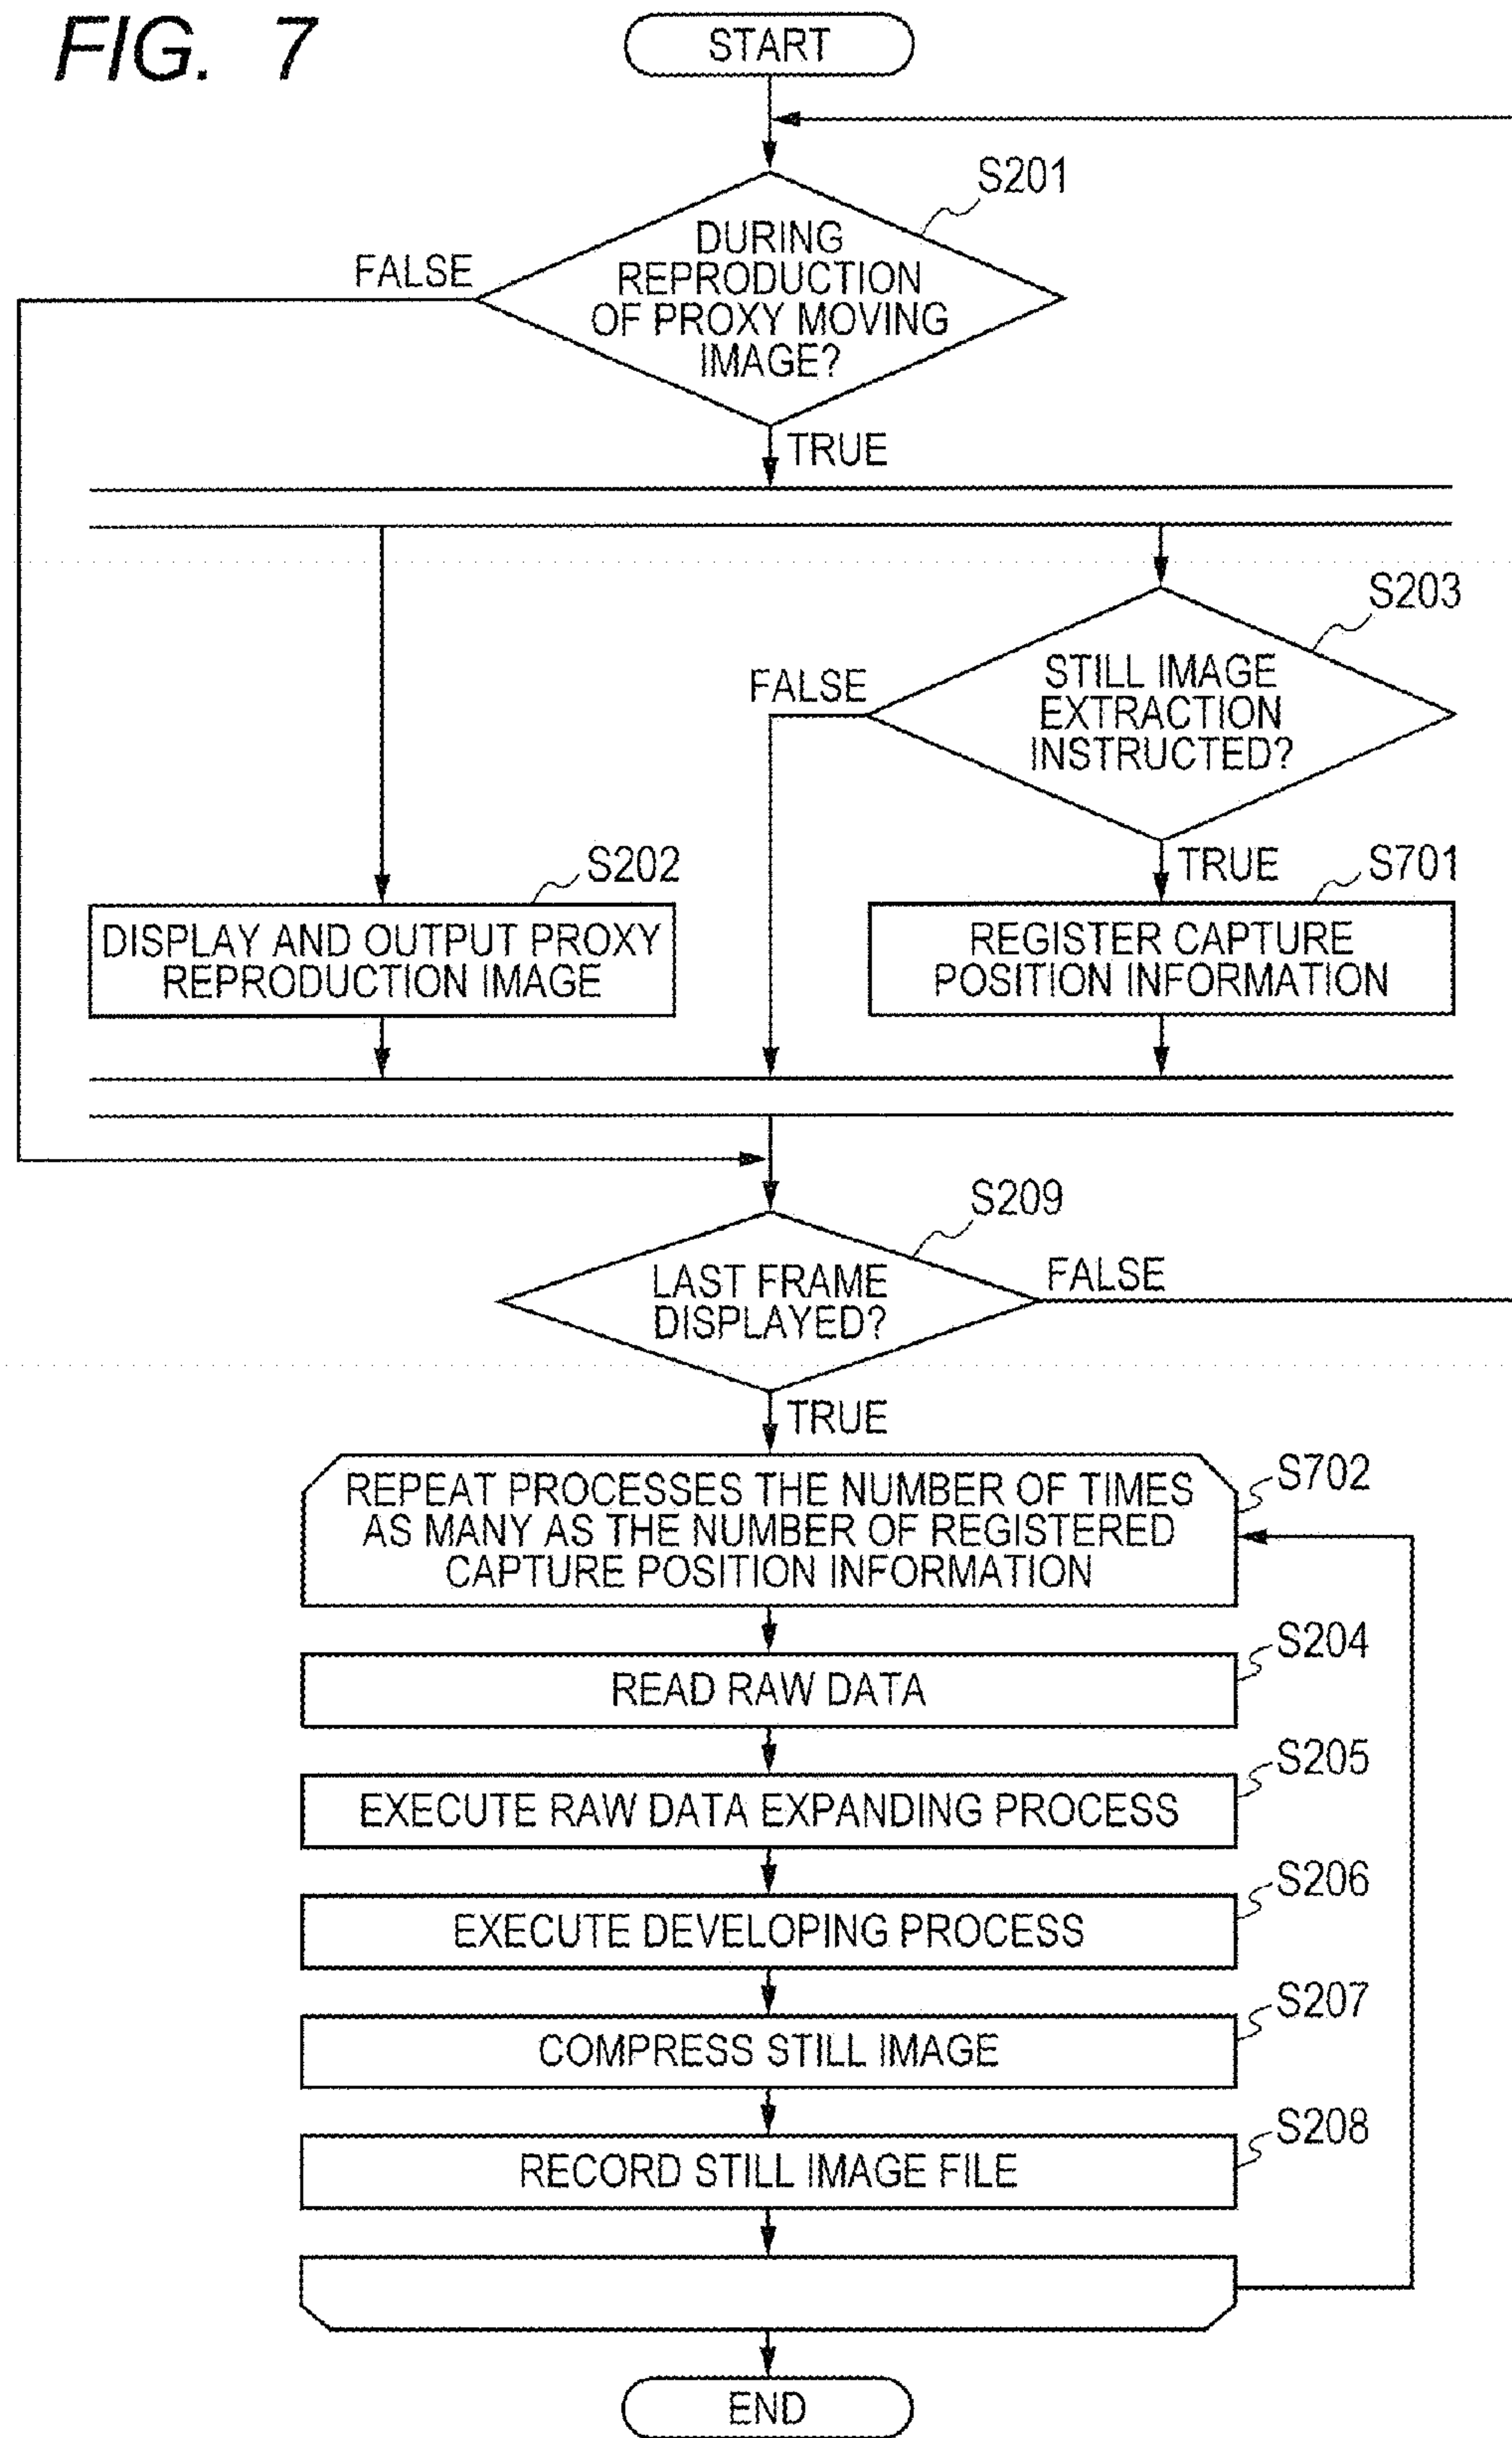 FIG. 7
START
S201
DURING
REPRODUCTION
OF PROXY MOVING
IMAGE?
FALSE
TRUE
S203
STILL IMAGE
EXTRACTION
INSTRUCTED?
FALSE
TRUE
S202
DISPLAY AND OUTPUT PROXY
REPRODUCTION IMAGE
S701
REGISTER CAPTURE
POSITION INFORMATION
S209
LAST FRAME
DISPLAYED?
FALSE
TRUE
S702
REPEAT PROCESSES THE NUMBER OF TIMES
AS MANY AS THE NUMBER OF REGISTERED
CAPTURE POSITION INFORMATION
S204
READ RAW DATA
S205
EXECUTE RAW DATA EXPANDING PROCESS
S206
EXECUTE DEVELOPING PROCESS
S207
COMPRESS STILL IMAGE
S208
RECORD STILL IMAGE FILE
END